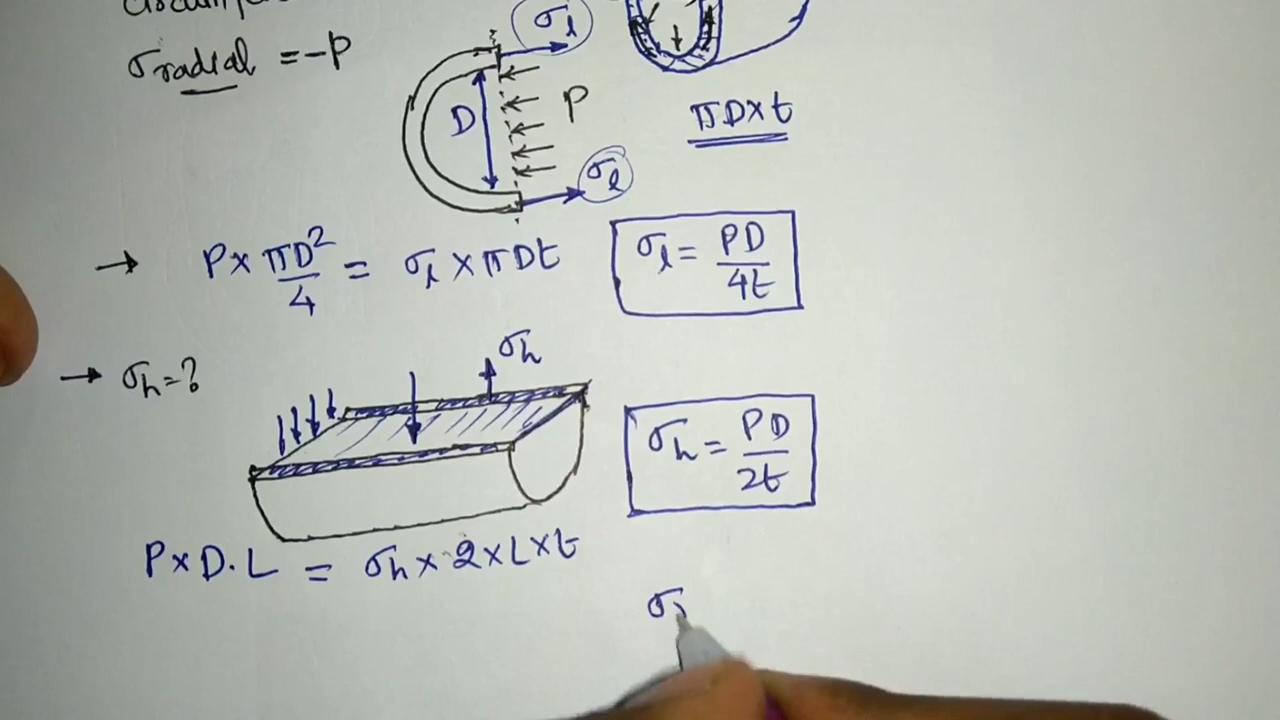 σradial = -P
σl
D
P
πD×t
σl
→ P × πD²/4 = σl × πDt
σl = PD/4t
→ σh = ?
σh
σh = PD/2t
P×D.L = σh × 2 × L × t
σ